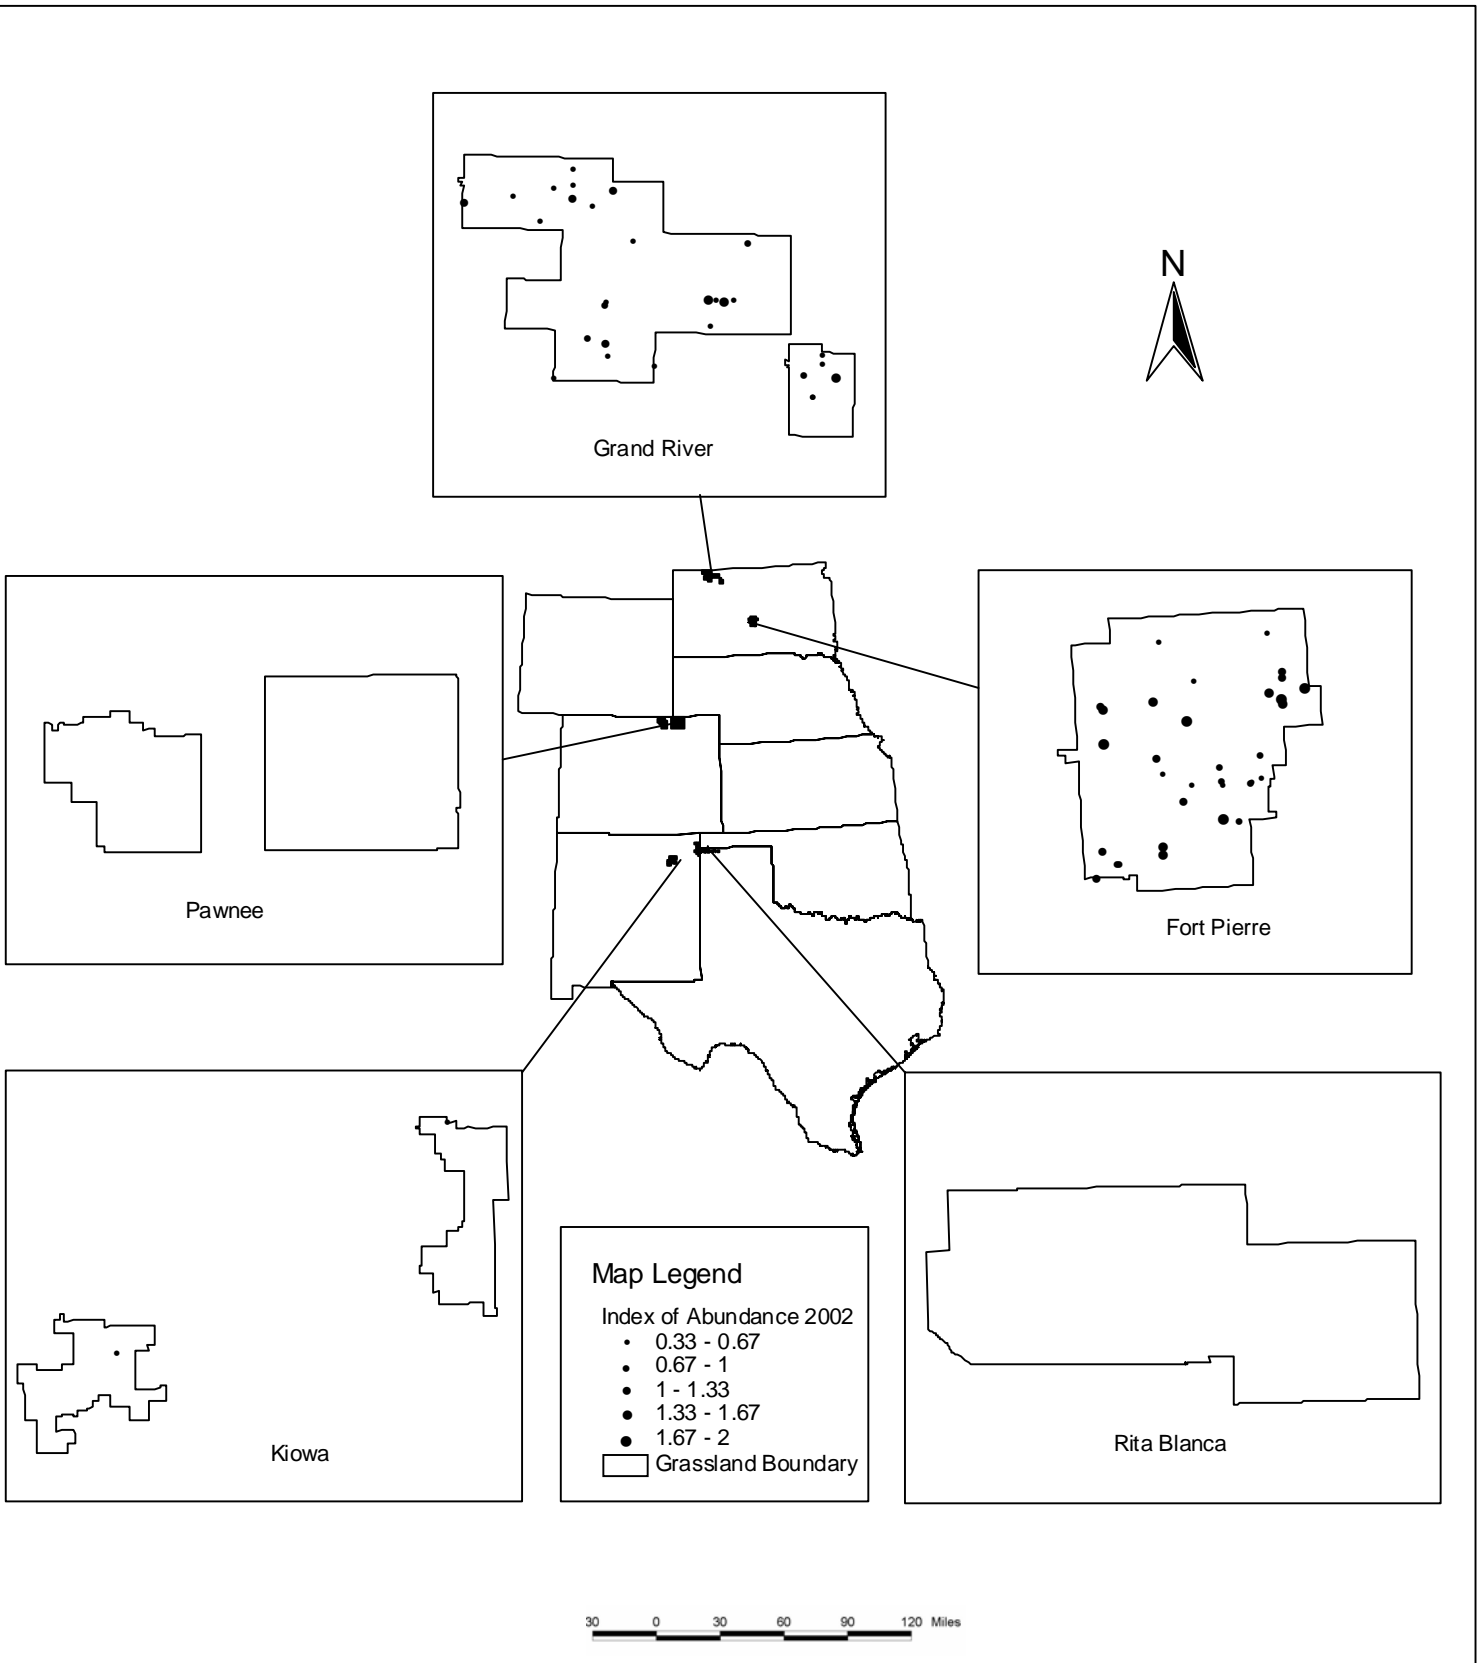 Grand River
N
Pawnee
Fort Pierre
Kiowa
Map Legend
Index of Abundance 2002
0.33 - 0.67
0.67 - 1
1 - 1.33
1.33 - 1.67
1.67 - 2
Grassland Boundary
Rita Blanca
30 0 30 60 90 120 Miles